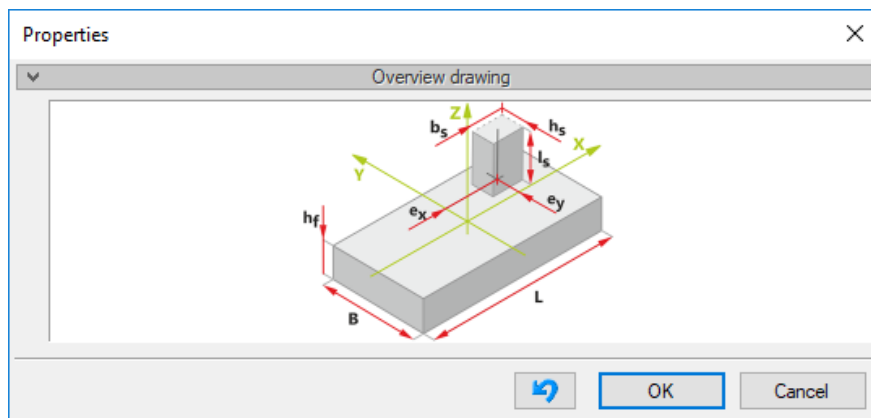 Properties
Overview drawing
Z
bs
hs
X
ls
Y
ex
ey
hf
B
L
OK
Cancel